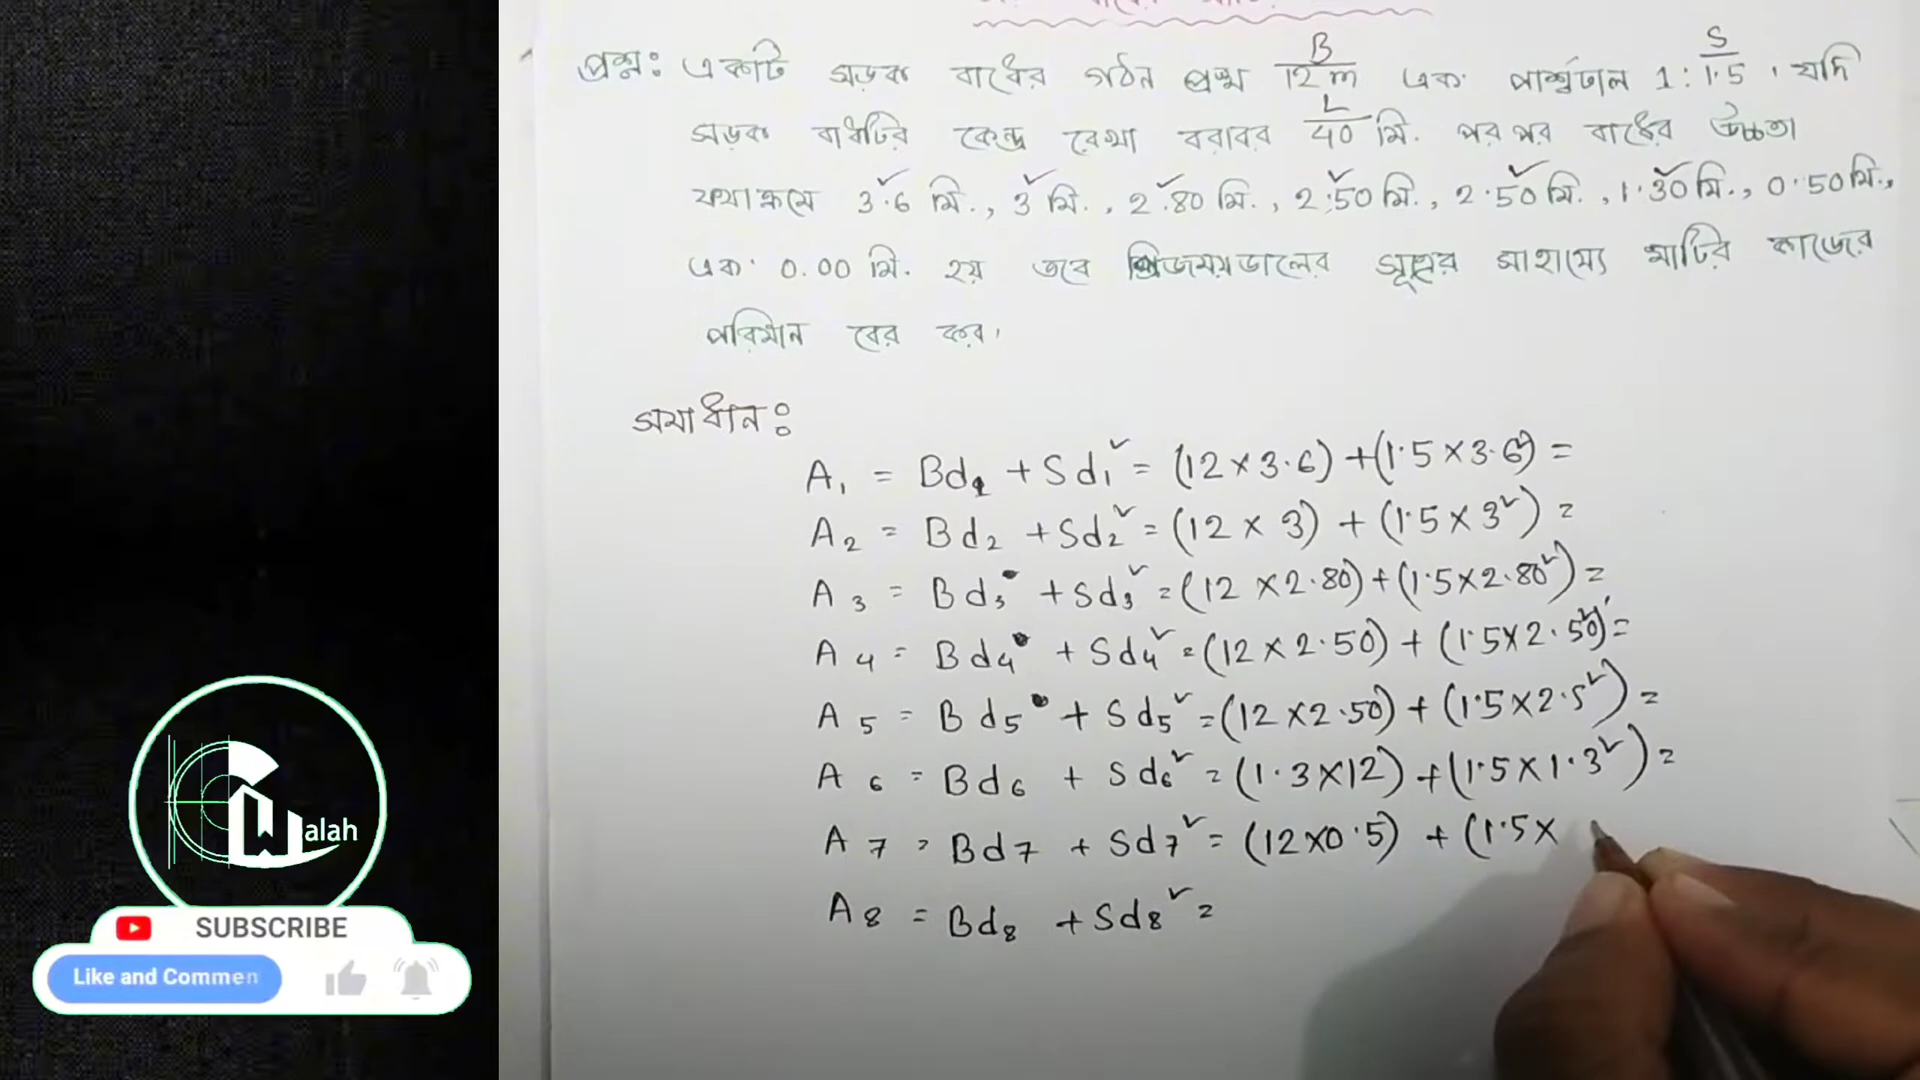 প্রশ্ন: একটি সড়ক বাধের গঠন প্রস্থ B 12 m এবং পার্শ্বঢাল 1 : S 1.5 । যদি
সড়ক বাধটির কেন্দ্র রেখা বরাবর L 40 মি. পরপর বাধের উচ্চতা
যথাক্রমে 3.6 মি., 3 মি., 2.80 মি., 2.50 মি., 2.50 মি., 1.30 মি., 0.50 মি.,
এবং 0.00 মি. হয় তবে প্রিজময়ডালের সূত্রের সাহায্যে মাটির কাজের
পরিমান বের কর।
সমাধান:
A₁ = Bd₁ + Sd₁² = (12 × 3.6) + (1.5 × 3.6²) =
A₂ = Bd₂ + Sd₂² = (12 × 3) + (1.5 × 3²) =
A₃ = Bd₃ + Sd₃² = (12 × 2.80) + (1.5 × 2.80²) =
A₄ = Bd₄ + Sd₄² = (12 × 2.50) + (1.5 × 2.50²) =
A₅ = Bd₅ + Sd₅² = (12 × 2.50) + (1.5 × 2.5²) =
A₆ = Bd₆ + Sd₆² = (1.3 × 12) + (1.5 × 1.3²) =
A₇ = Bd₇ + Sd₇² = (12 × 0.5) + (1.5 ×
A₈ = Bd₈ + Sd₈² =
alah
SUBSCRIBE
Like and Commen